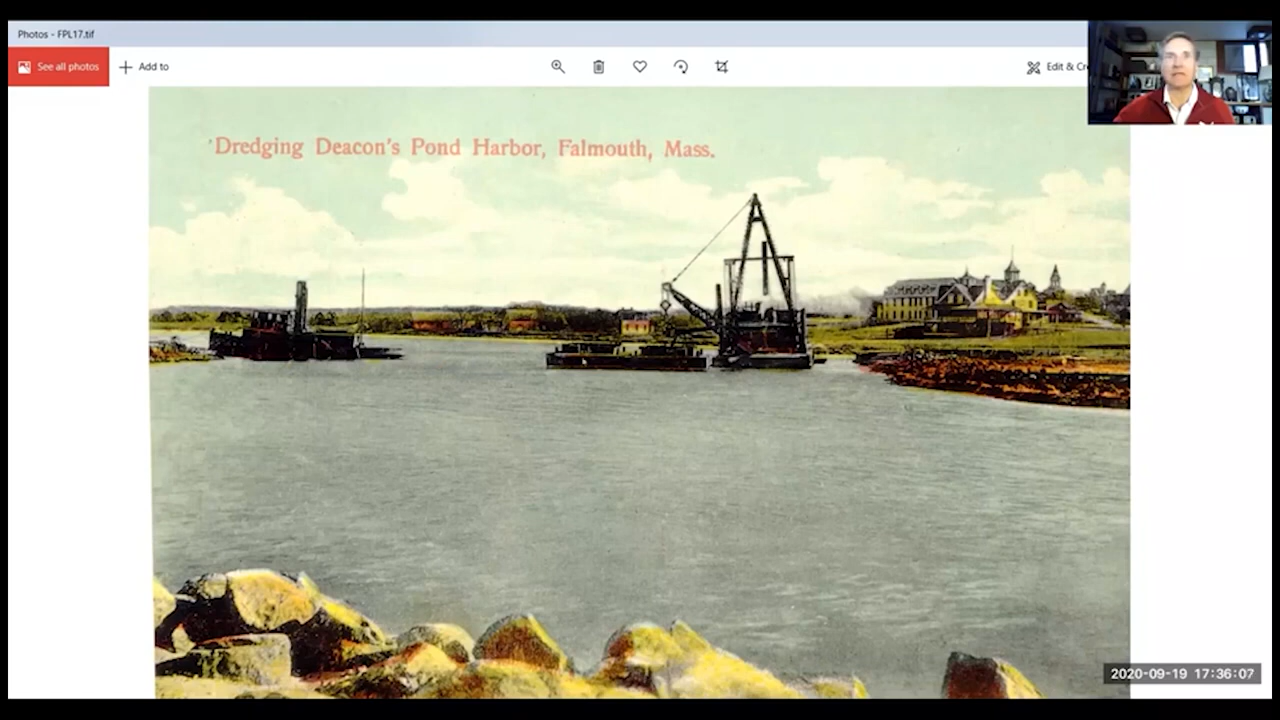 Photos - FPL17.tif
See all photos
Add to
Edit & Cr
'Dredging Deacon's Pond Harbor, Falmouth, Mass.
2020-09-19 17:36:07